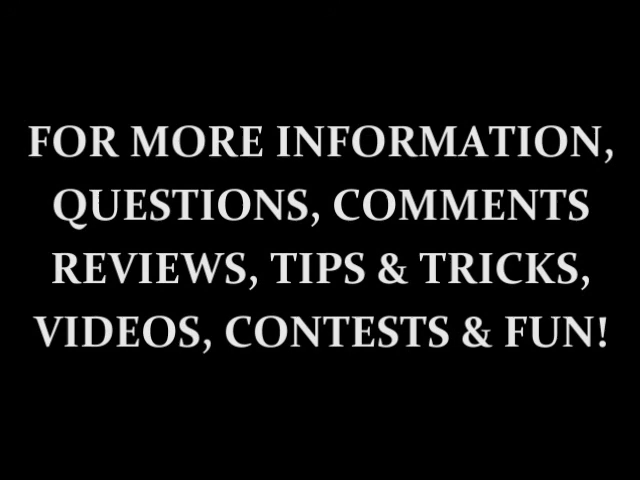 FOR MORE INFORMATION,
QUESTIONS, COMMENTS
REVIEWS, TIPS & TRICKS,
VIDEOS, CONTESTS & FUN!